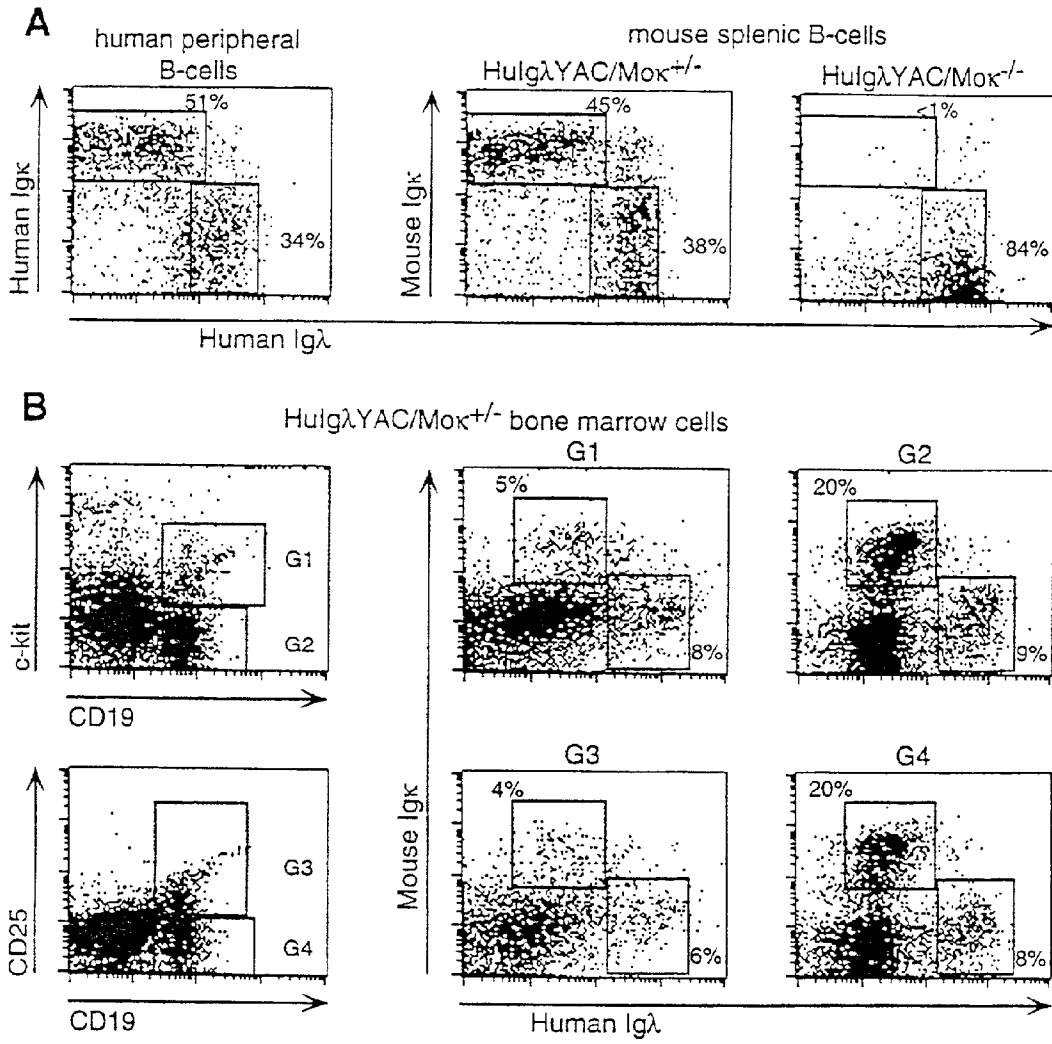 A
human peripheral
B-cells
mouse splenic B-cells
HuIgλYAC/Moκ+/-
HuIgλYAC/Moκ-/-
51%
45%
<1%
Human Igκ
Mouse Igκ
34%
38%
84%
Human Igλ
B
HuIgλYAC/Moκ+/- bone marrow cells
G1
G2
5%
20%
c-kit
G1
G2
8%
9%
CD19
G3
G4
4%
20%
Mouse Igκ
CD25
G3
G4
6%
8%
CD19
Human Igλ